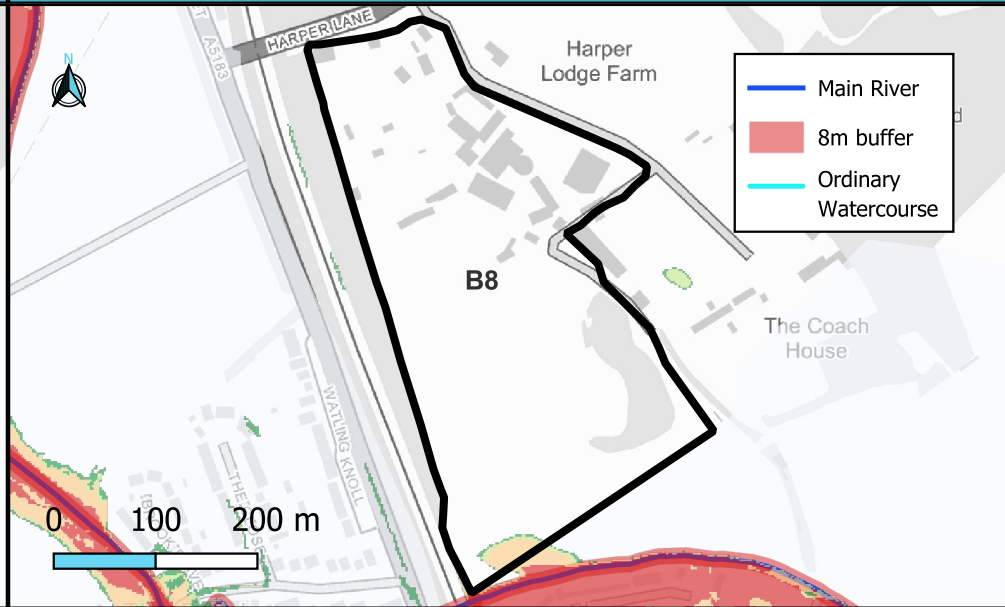 HARPER LANE
A5183
N
Harper
Lodge Farm
Main River
8m buffer
Ordinary
Watercourse
d
B8
The Coach
House
WATLING KNOLL
0 100 200 m